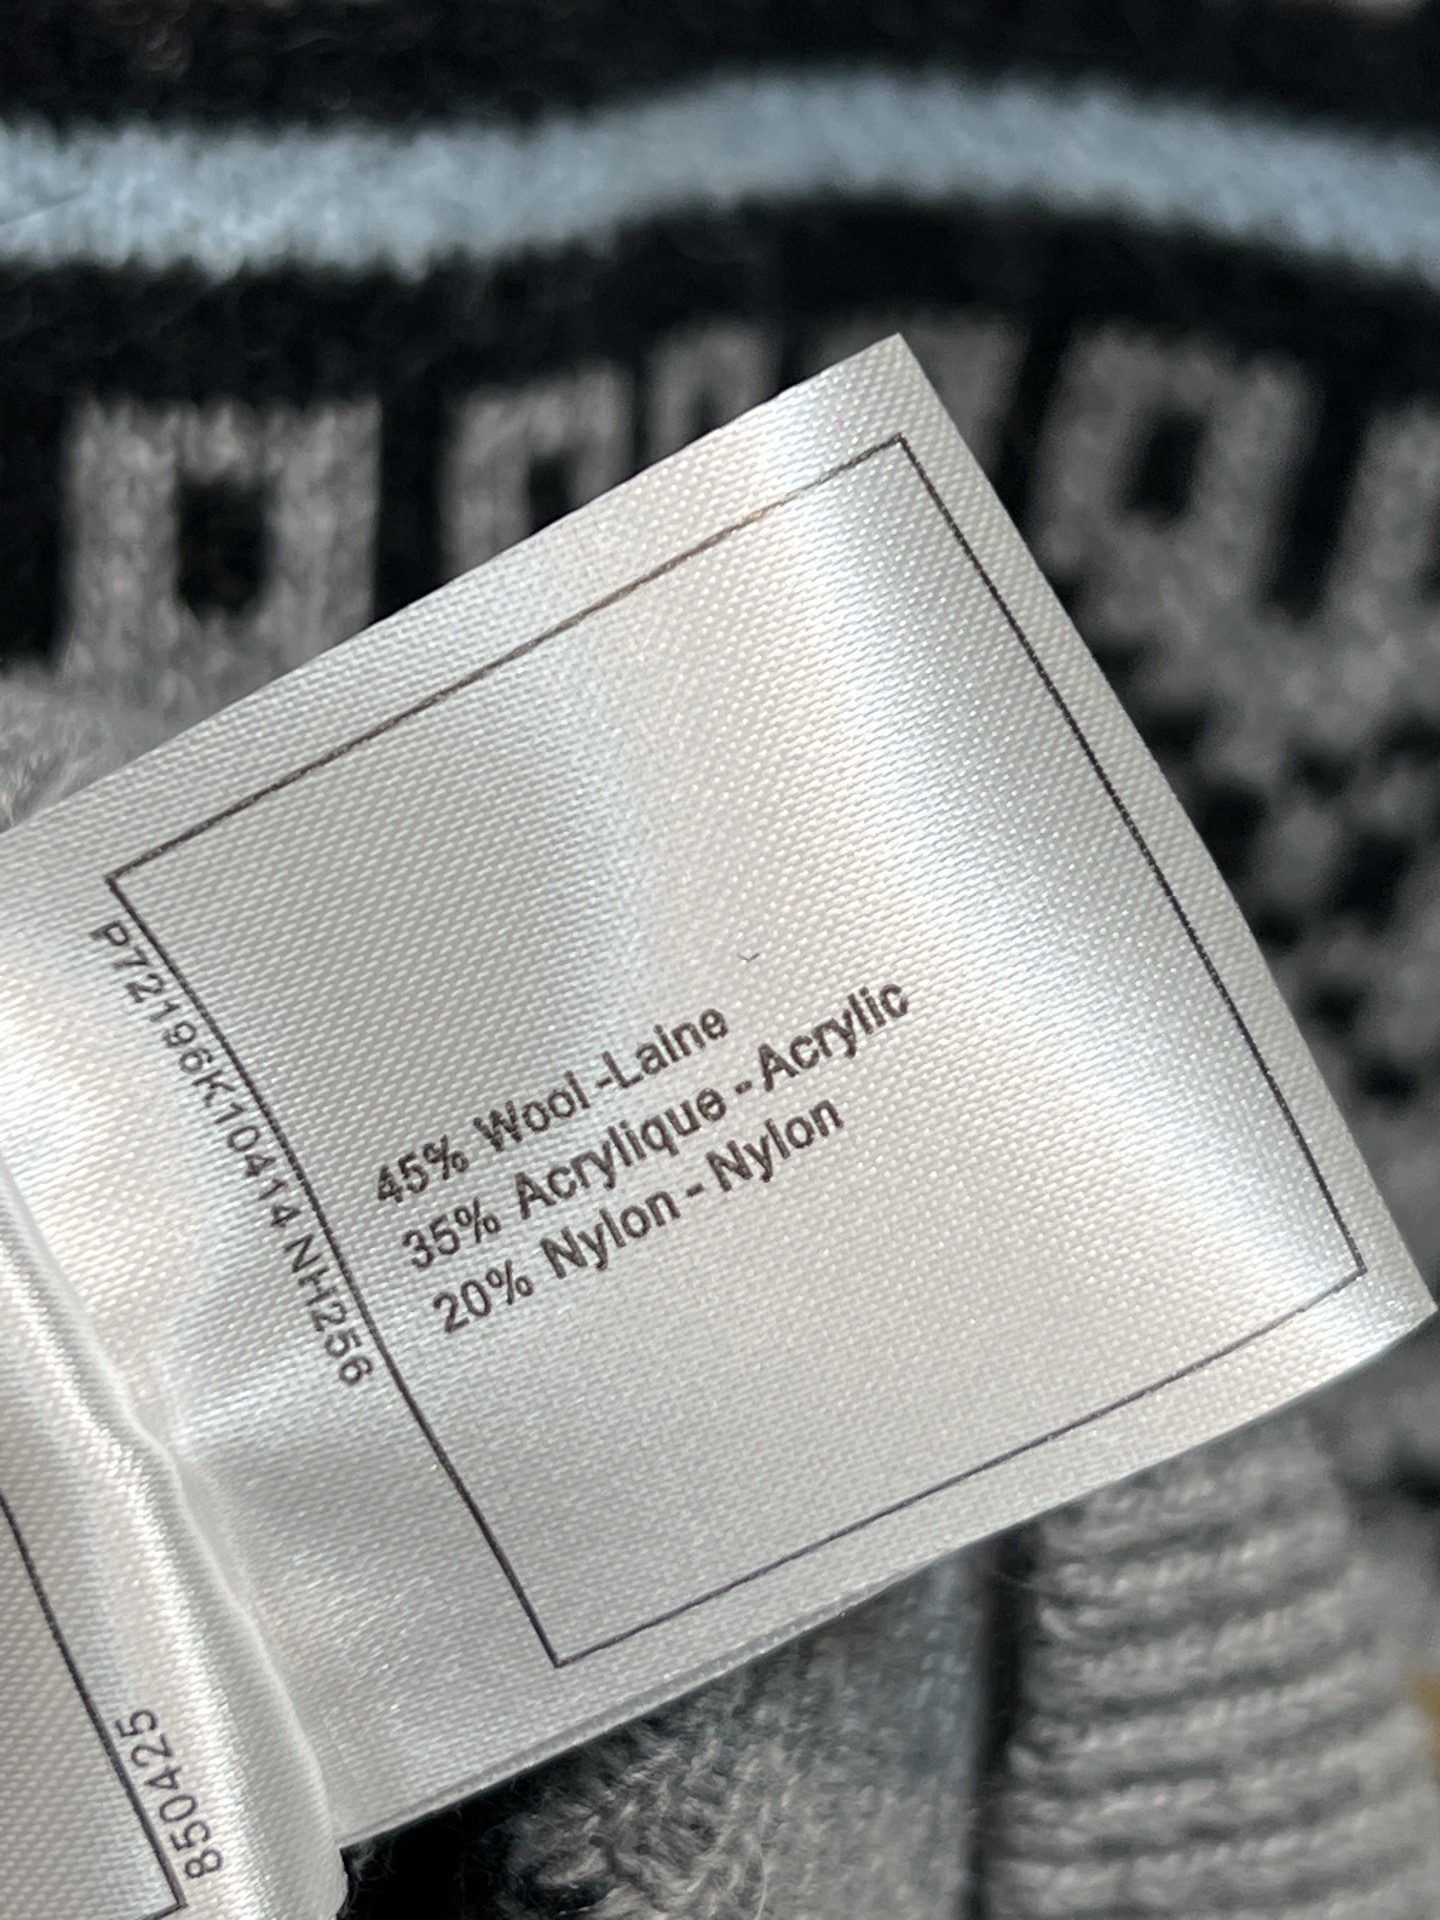 P72196K10414 NH256
45% Wool -Laine
35% Acrylique - Acrylic
20% Nylon - Nylon
850425